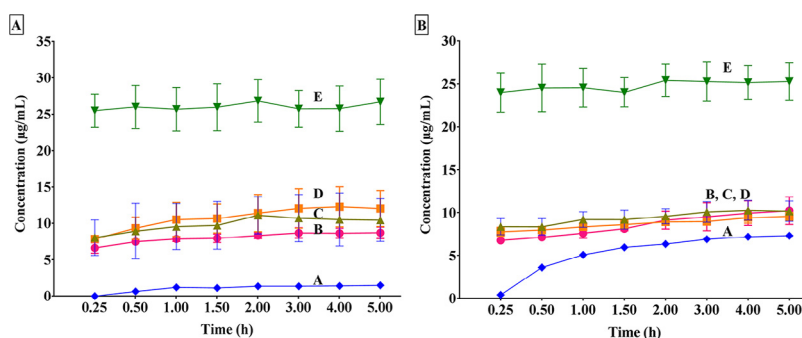 A
Concentration (µg/mL)
35
30
25
20
15
10
5
0
E
D
C
B
A
0.25 0.50 1.00 1.50 2.00 3.00 4.00 5.00
Time (h)
B
Concentration (µg/mL)
30
25
20
15
10
5
0
E
B, C, D
A
0.25 0.50 1.00 1.50 2.00 3.00 4.00 5.00
Time (h)